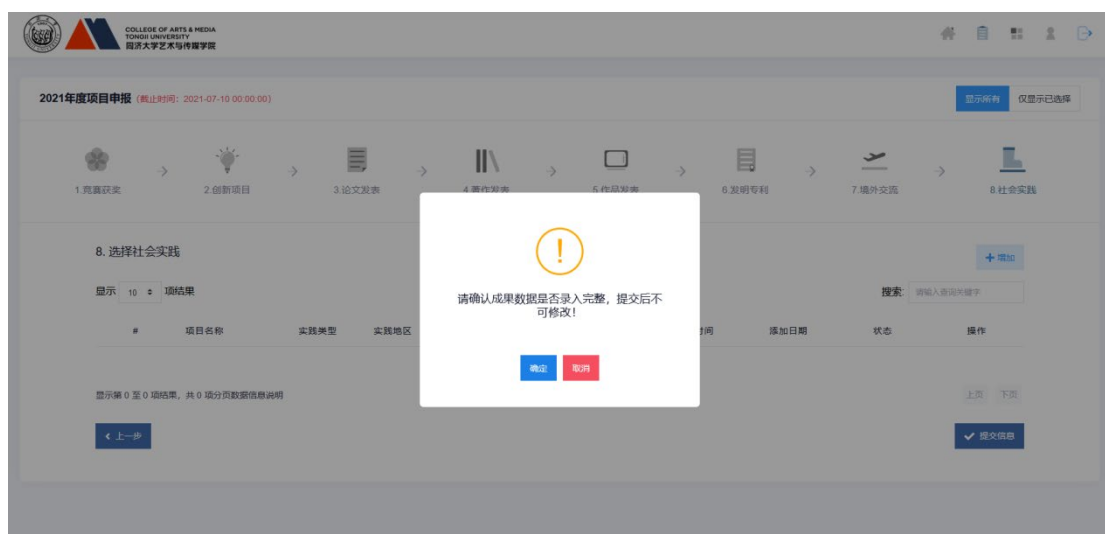 COLLEGE OF ARTS & MEDIA
TONGJI UNIVERSITY
同济大学艺术与传媒学院
2021年度项目申报 (截止时间：2021-07-10 00:00:00)
显示所有 仅显示已选择
1.竞赛获奖 2.创新项目 3.论文发表 4.著作发表 5.作品发表 6.发明专利 7.境外交流 8.社会实践
8. 选择社会实践
+ 增加
显示 10 项结果
搜索: 请输入查询关键字
# 项目名称 实践类型 实践地区 时间 添加日期 状态 操作
请确认成果数据是否录入完整，提交后不
可修改！
确定 取消
显示第 0 至 0 项结果，共 0 项分页数据信息说明
上页 下页
上一步
提交信息